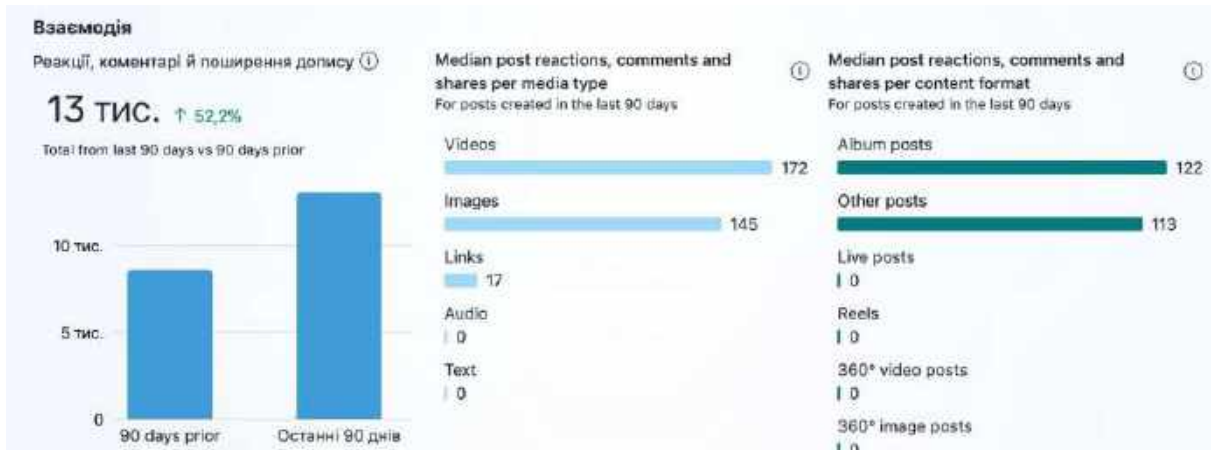 Взаємодія
Реакції, коментарі й поширення допису
13 тис. ↑ 52,2%
Total from last 90 days vs 90 days prior
10 тис.
5 тис.
0
90 days prior
Останні 90 днів
Median post reactions, comments and
shares per media type
For posts created in the last 90 days
Videos
172
Images
145
Links
17
Audio
0
Text
0
Median post reactions, comments and
shares per content format
For posts created in the last 90 days
Album posts
122
Other posts
113
Live posts
0
Reels
0
360° video posts
0
360° image posts
0